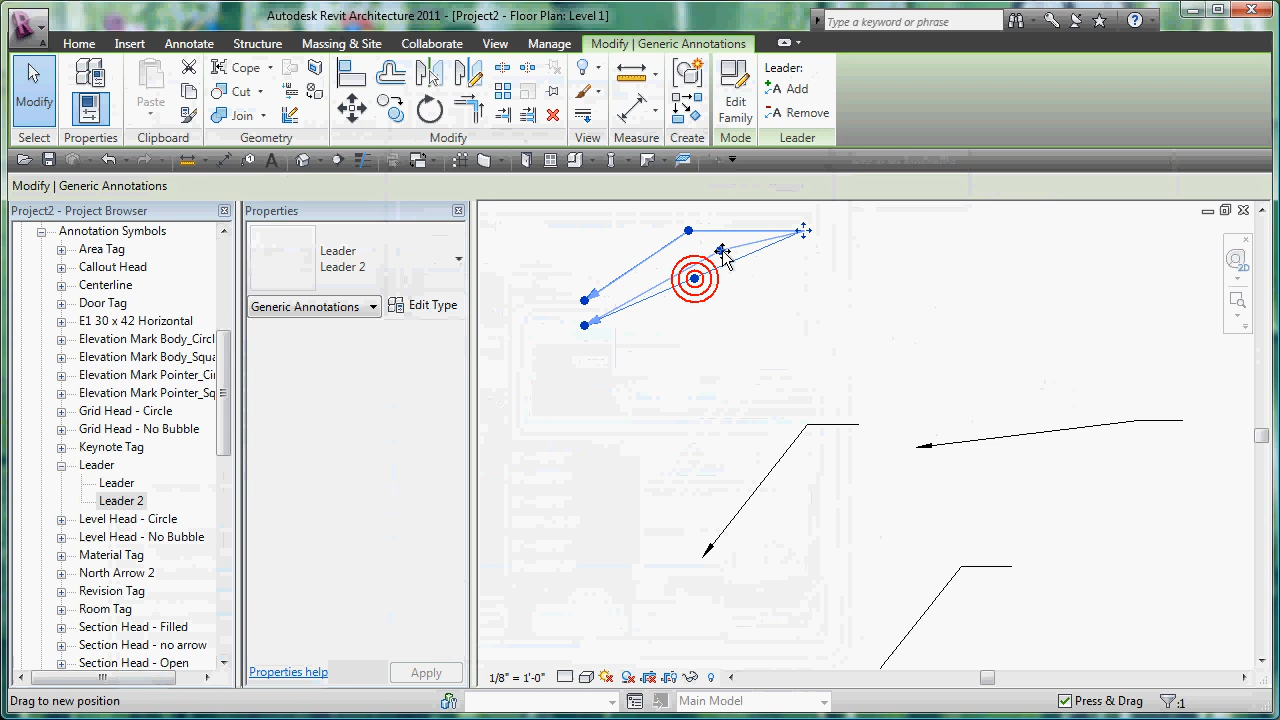 Autodesk Revit Architecture 2011 - [Project2 - Floor Plan: Level 1]
Type a keyword or phrase
Home Insert Annotate Structure Massing & Site Collaborate View Manage Modify | Generic Annotations
Modify
Paste
Cope
Cut
Join
Edit
Family
Leader:
Add
Remove
Select Properties Clipboard Geometry Modify View Measure Create Mode Leader
Modify | Generic Annotations
Project2 - Project Browser
Annotation Symbols
Area Tag
Callout Head
Centerline
Door Tag
E1 30 x 42 Horizontal
Elevation Mark Body_Circl
Elevation Mark Body_Squa
Elevation Mark Pointer_Cir
Elevation Mark Pointer_Sq
Grid Head - Circle
Grid Head - No Bubble
Keynote Tag
Leader
Leader
Leader 2
Level Head - Circle
Level Head - No Bubble
Material Tag
North Arrow 2
Revision Tag
Room Tag
Section Head - Filled
Section Head - no arrow
Section Head - Open
Properties
Leader
Leader 2
Generic Annotations
Edit Type
Properties help
Apply
2D
1/8" = 1'-0"
Drag to new position
Main Model
Press & Drag
:1